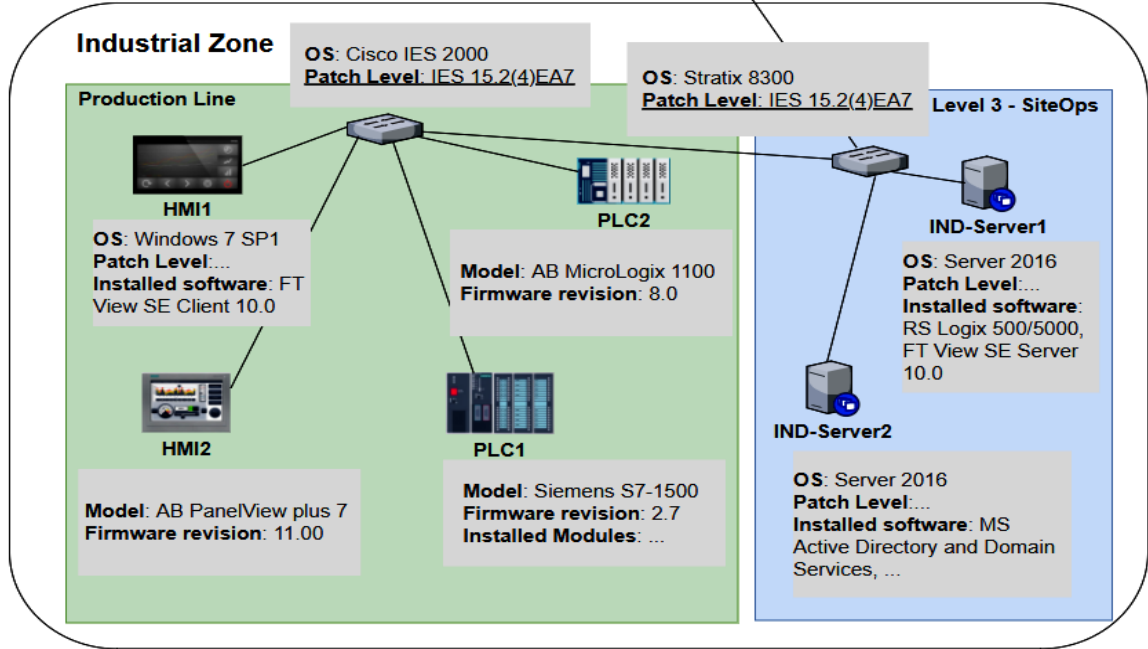 Industrial Zone
OS: Cisco IES 2000
Patch Level: IES 15.2(4)EA7
OS: Stratix 8300
Patch Level: IES 15.2(4)EA7
Production Line
Level 3 - SiteOps
HMI1
OS: Windows 7 SP1
Patch Level:...
Installed software: FT
View SE Client 10.0
PLC2
Model: AB MicroLogix 1100
Firmware revision: 8.0
IND-Server1
OS: Server 2016
Patch Level:...
Installed software:
RS Logix 500/5000,
FT View SE Server
10.0
HMI2
Model: AB PanelView plus 7
Firmware revision: 11.00
PLC1
Model: Siemens S7-1500
Firmware revision: 2.7
Installed Modules: ...
IND-Server2
OS: Server 2016
Patch Level:...
Installed software: MS
Active Directory and Domain
Services, ...